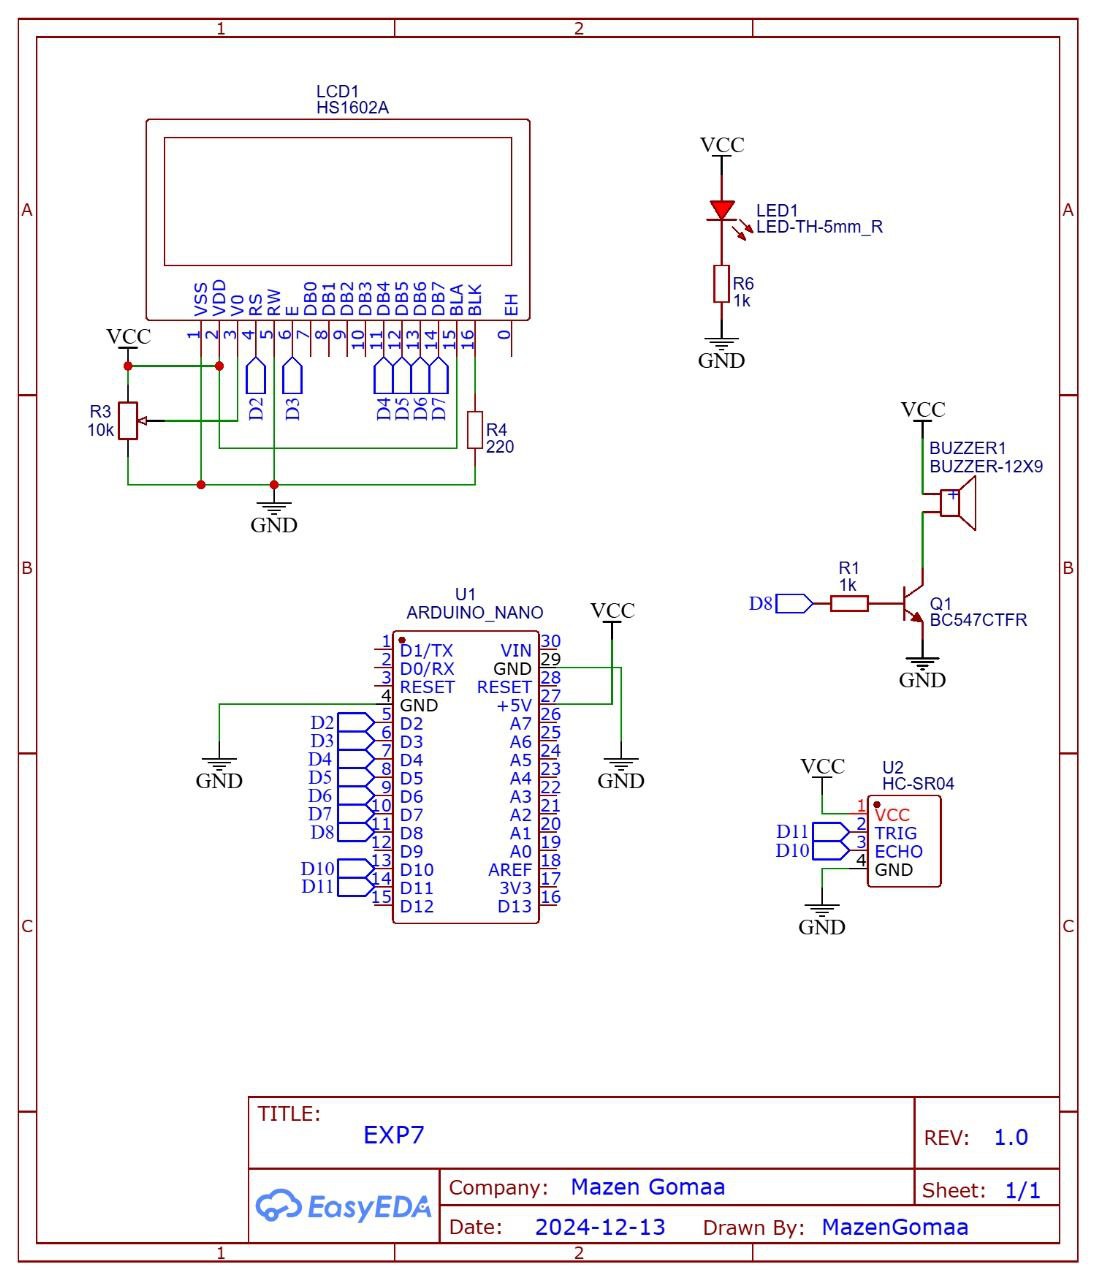 1
2
A
A
B
B
C
C
1
2
LCD1
HS1602A
VSS
VDD
V0
RS
RW
E
DB0
DB1
DB2
DB3
DB4
DB5
DB6
DB7
BLA
BLK
EH
1
2
3
4
5
6
7
8
9
10
11
12
13
14
15
16
0
VCC
D2
D3
D4
D5
D6
D7
R3
10k
R4
220
GND
VCC
LED1
LED-TH-5mm_R
R6
1k
GND
VCC
BUZZER1
BUZZER-12X9
+
R1
1k
D8
Q1
BC547CTFR
GND
U1
ARDUINO_NANO
VCC
1 D1/TX VIN 30
2 D0/RX GND 29
3 RESET RESET 28
4 GND +5V 27
D2 5 D2 A7 26
D3 6 D3 A6 25
D4 7 D4 A5 24
D5 8 D5 A4 23
D6 9 D6 A3 22
D7 10 D7 A2 21
D8 11 D8 A1 20
12 D9 A0 19
D10 13 D10 AREF 18
D11 14 D11 3V3 17
15 D12 D13 16
GND
GND
VCC
U2
HC-SR04
1 VCC
D11 2 TRIG
D10 3 ECHO
4 GND
GND
TITLE:
EXP7
REV: 1.0
EasyEDA
Company: Mazen Gomaa
Sheet: 1/1
Date: 2024-12-13 Drawn By: MazenGomaa